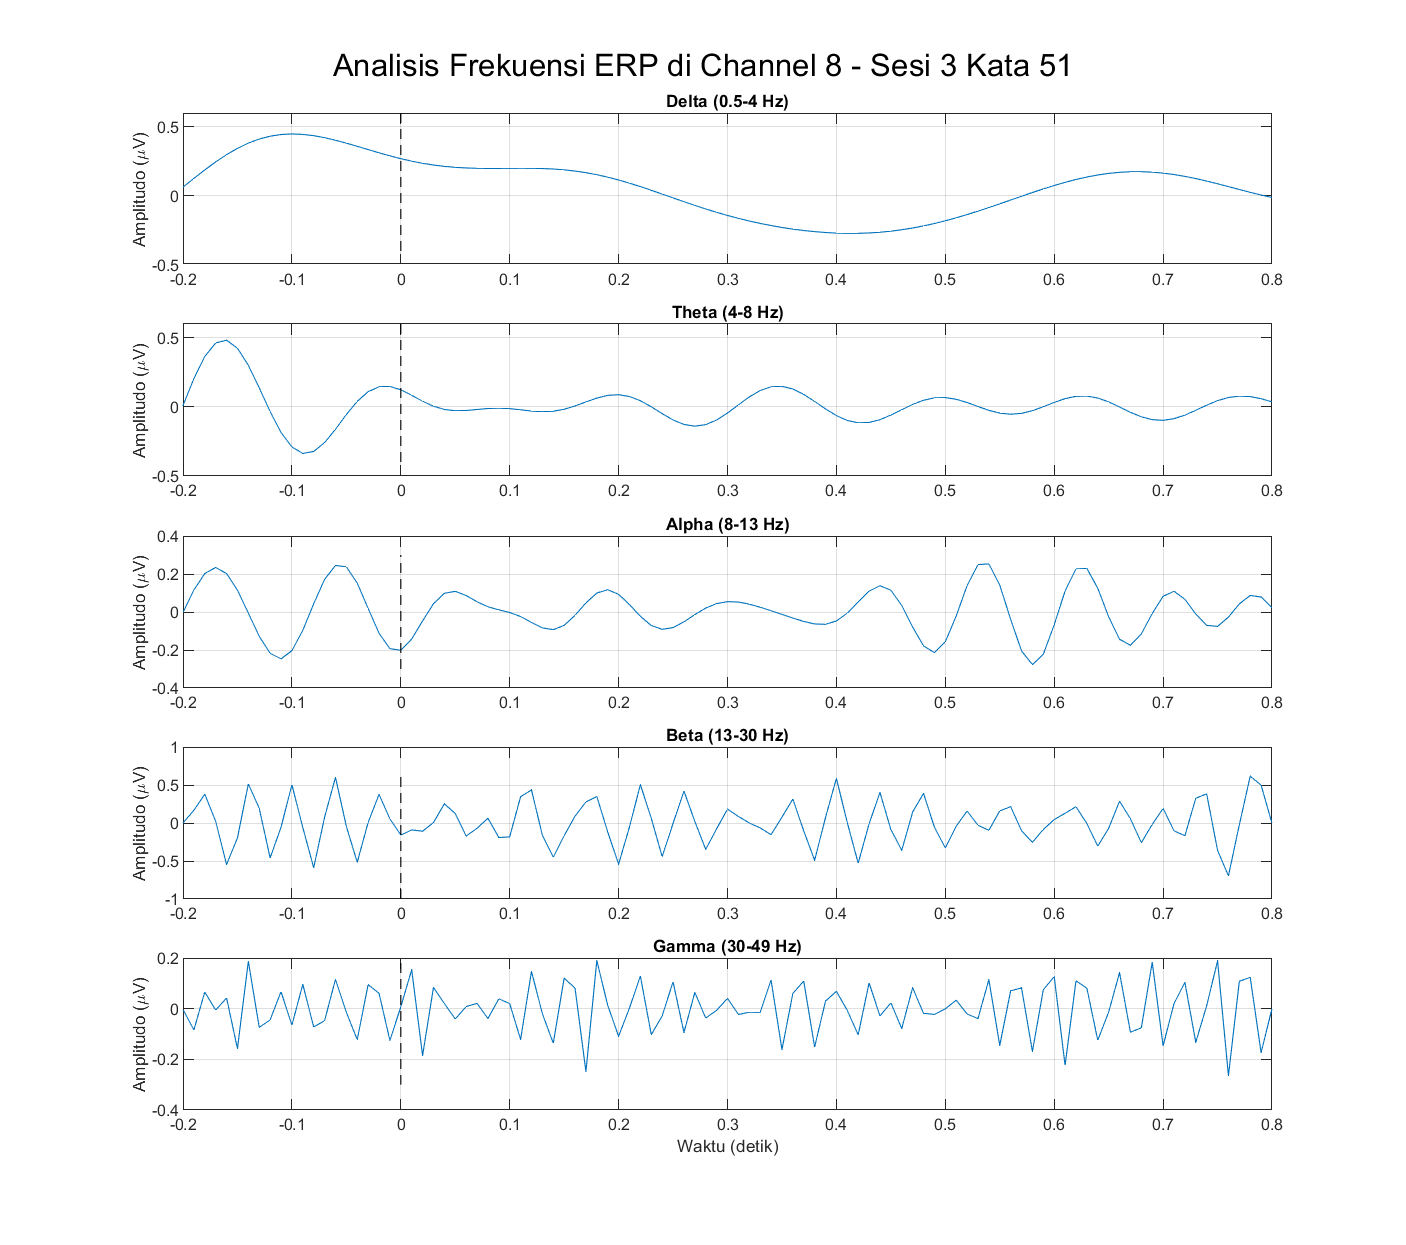 Analisis Frekuensi ERP di Channel 8 - Sesi 3 Kata 51
Delta (0.5-4 Hz)
Amplitudo (μV)
0.5
0
-0.5
-0.2 -0.1 0 0.1 0.2 0.3 0.4 0.5 0.6 0.7 0.8
Theta (4-8 Hz)
Amplitudo (μV)
0.5
0
-0.5
-0.2 -0.1 0 0.1 0.2 0.3 0.4 0.5 0.6 0.7 0.8
Alpha (8-13 Hz)
Amplitudo (μV)
0.4
0.2
0
-0.2
-0.4
-0.2 -0.1 0 0.1 0.2 0.3 0.4 0.5 0.6 0.7 0.8
Beta (13-30 Hz)
Amplitudo (μV)
1
0.5
0
-0.5
-1
-0.2 -0.1 0 0.1 0.2 0.3 0.4 0.5 0.6 0.7 0.8
Gamma (30-49 Hz)
Amplitudo (μV)
0.2
0
-0.2
-0.4
-0.2 -0.1 0 0.1 0.2 0.3 0.4 0.5 0.6 0.7 0.8
Waktu (detik)